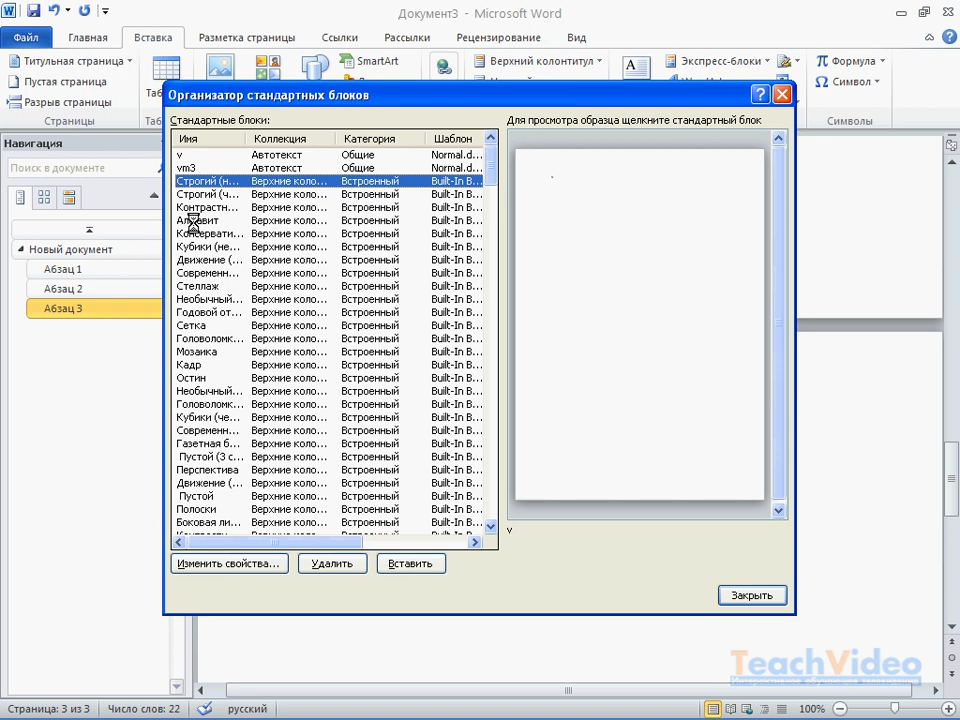 Документ3 - Microsoft Word
Файл Главная Вставка Разметка страницы Ссылки Рассылки Рецензирование Вид
Титульная страница SmartArt Верхний колонтитул Экспресс-блоки Формула
Пустая страница Символ
Разрыв страницы
Страницы Символы
Навигация
Поиск в документе
Новый документ
Абзац 1
Абзац 2
Абзац 3
Организатор стандартных блоков
Стандартные блоки: Для просмотра образца щелкните стандартный блок
Имя Коллекция Категория Шаблон
v Автотекст Общие Normal.d...
vm3 Автотекст Общие Normal.d...
Строгий (н... Верхние коло... Встроенный Built-In B...
Строгий (ч... Верхние коло... Встроенный Built-In B...
Контрастн... Верхние коло... Встроенный Built-In B...
Алфавит Верхние коло... Встроенный Built-In B...
Консервати... Верхние коло... Встроенный Built-In B...
Кубики (не... Верхние коло... Встроенный Built-In B...
Движение (... Верхние коло... Встроенный Built-In B...
Современн... Верхние коло... Встроенный Built-In B...
Стеллаж Верхние коло... Встроенный Built-In B...
Необычный... Верхние коло... Встроенный Built-In B...
Годовой от... Верхние коло... Встроенный Built-In B...
Сетка Верхние коло... Встроенный Built-In B...
Головоломк... Верхние коло... Встроенный Built-In B...
Мозаика Верхние коло... Встроенный Built-In B...
Кадр Верхние коло... Встроенный Built-In B...
Остин Верхние коло... Встроенный Built-In B...
Необычный... Верхние коло... Встроенный Built-In B...
Головоломк... Верхние коло... Встроенный Built-In B...
Кубики (че... Верхние коло... Встроенный Built-In B...
Современн... Верхние коло... Встроенный Built-In B...
Газетная б... Верхние коло... Встроенный Built-In B...
Пустой (3 с... Верхние коло... Встроенный Built-In B...
Перспектива Верхние коло... Встроенный Built-In B...
Движение (... Верхние коло... Встроенный Built-In B...
Пустой Верхние коло... Встроенный Built-In B...
Полоски Верхние коло... Встроенный Built-In B...
Боковая ли... Верхние коло... Встроенный Built-In B...
v
Изменить свойства... Удалить Вставить
Закрыть
TeachVideo
Страница: 3 из 3 Число слов: 22 русский 100%